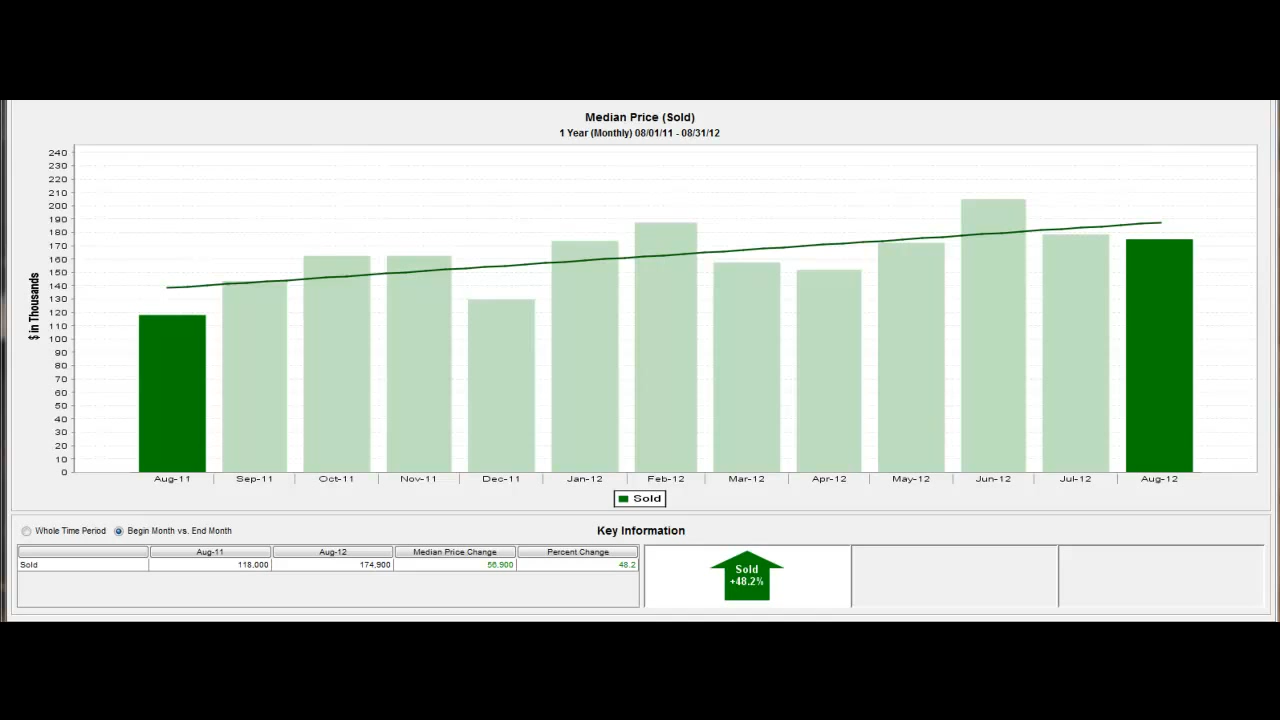 Median Price (Sold)
1 Year (Monthly) 08/01/11 - 08/31/12
$ in Thousands
240
230
220
210
200
190
180
170
160
150
140
130
120
110
100
90
80
70
60
50
40
30
20
10
0
Aug-11 Sep-11 Oct-11 Nov-11 Dec-11 Jan-12 Feb-12 Mar-12 Apr-12 May-12 Jun-12 Jul-12 Aug-12
Sold
Whole Time Period Begin Month vs. End Month
Key Information
Aug-11 Aug-12 Median Price Change Percent Change
Sold 118,000 174,900 56,900 48.2
Sold
+48.2%